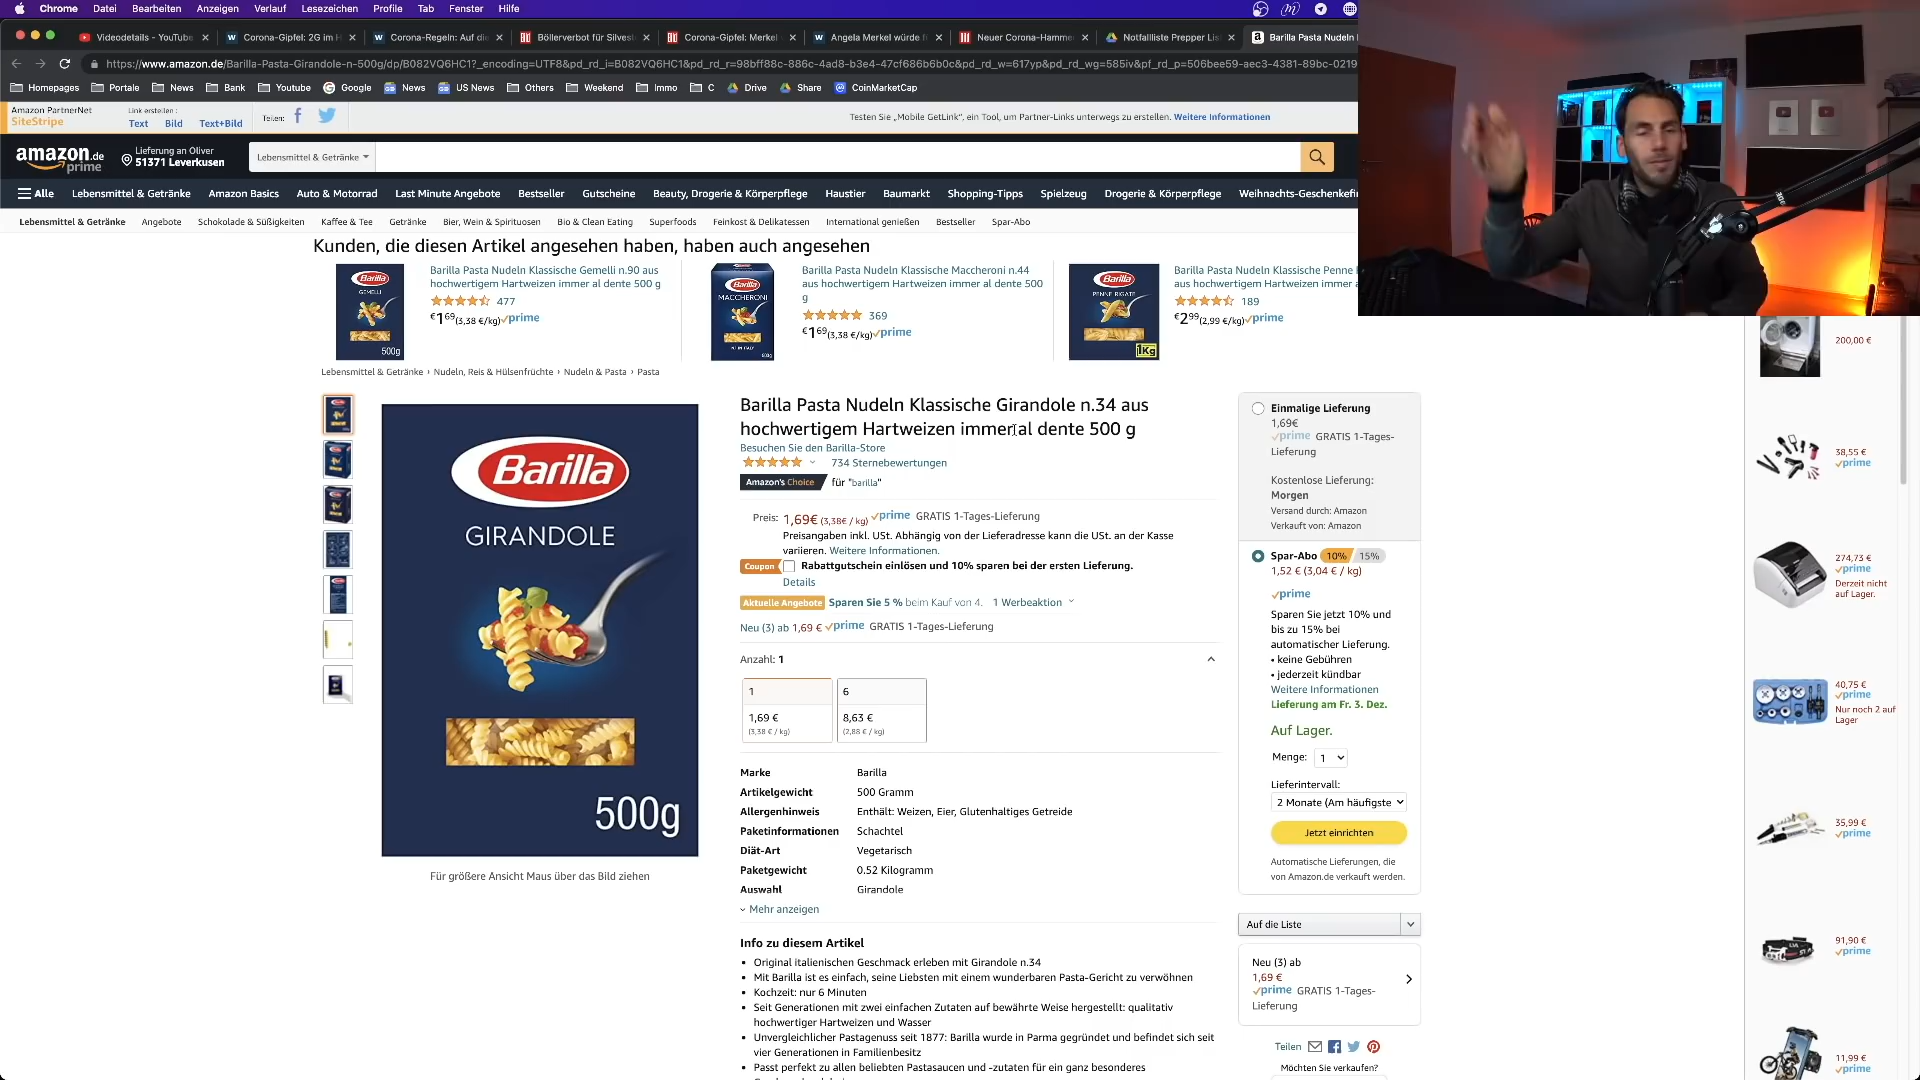 Chrome Datei Bearbeiten Anzeigen Verlauf Lesezeichen Profile Tab Fenster Hilfe
Videodetails - YouTube
Corona-Gipfel: 2G im H
Corona-Regeln: Auf die
Böllerverbot für Silvest
Corona-Gipfel: Merkel
Angela Merkel würde f
Neuer Corona-Hamme
Notfallliste Prepper Lis
Barilla Pasta Nudeln
https://www.amazon.de/Barilla-Pasta-Girandole-n-500g/dp/B082VQ6HC1?_encoding=UTF8&pd_rd_i=B082VQ6HC1&pd_rd_r=98bff88c-886c-4ad8-b3e4-47cf686b6b0c&pd_rd_w=617yp&pd_rd_wg=585iv&pf_rd_p=506bee59-aec3-4381-89bc-0219
Homepages Portale News Bank Youtube Google News US News Others Weekend Immo C Drive Share CoinMarketCap
Amazon PartnerNet
SiteStripe
Link erstellen:
Text Bild Text+Bild
Teilen:
Testen Sie „Mobile GetLink“, ein Tool, um Partner-Links unterwegs zu erstellen. Weitere Informationen
amazon.de
prime
Lieferung an Oliver
51371 Leverkusen
Lebensmittel & Getränke
Alle Lebensmittel & Getränke Amazon Basics Auto & Motorrad Last Minute Angebote Bestseller Gutscheine Beauty, Drogerie & Körperpflege Haustier Baumarkt Shopping-Tipps Spielzeug Drogerie & Körperpflege Weihnachts-Geschenkefi
Lebensmittel & Getränke Angebote Schokolade & Süßigkeiten Kaffee & Tee Getränke Bier, Wein & Spirituosen Bio & Clean Eating Superfoods Feinkost & Delikatessen International genießen Bestseller Spar-Abo
Kunden, die diesen Artikel angesehen haben, haben auch angesehen
Barilla
GEMELLI
500g
Barilla Pasta Nudeln Klassische Gemelli n.90 aus
hochwertigem Hartweizen immer al dente 500 g
477
€1 69 (3,38 €/kg) prime
Barilla
MACCHERONI
Barilla Pasta Nudeln Klassische Maccheroni n.44
aus hochwertigem Hartweizen immer al dente 500
g
369
€1 69 (3,38 €/kg) prime
Barilla
PENNE RIGATE
1Kg
Barilla Pasta Nudeln Klassische Penne
hochwertigem Hartweizen immer
189
€2 99 (2,99 €/kg) prime
Lebensmittel & Getränke › Nudeln, Reis & Hülsenfrüchte › Nudeln & Pasta › Pasta
Barilla
GIRANDOLE
500g
Für größere Ansicht Maus über das Bild ziehen
Barilla Pasta Nudeln Klassische Girandole n.34 aus
hochwertigem Hartweizen immer al dente 500 g
Besuchen Sie den Barilla-Store
734 Sternebewertungen
Amazon's Choice für "barilla"
Preis: 1,69€ (3,38€ / kg) prime GRATIS 1-Tages-Lieferung
Preisangaben inkl. USt. Abhängig von der Lieferadresse kann die USt. an der Kasse
variieren. Weitere Informationen.
Coupon Rabattgutschein einlösen und 10% sparen bei der ersten Lieferung.
Details
Aktuelle Angebote Sparen Sie 5 % beim Kauf von 4. 1 Werbeaktion
Neu (3) ab 1,69 € prime GRATIS 1-Tages-Lieferung
Anzahl: 1
1
1,69 €
(3,38 € / kg)
6
8,63 €
(2,88 € / kg)
Marke Barilla
Artikelgewicht 500 Gramm
Allergenhinweis Enthält: Weizen, Eier, Glutenhaltiges Getreide
Paketinformationen Schachtel
Diät-Art Vegetarisch
Paketgewicht 0.52 Kilogramm
Auswahl Girandole
Mehr anzeigen
Info zu diesem Artikel
• Original italienischen Geschmack erleben mit Girandole n.34
• Mit Barilla ist es einfach, seine Liebsten mit einem wunderbaren Pasta-Gericht zu verwöhnen
• Kochzeit: nur 6 Minuten
• Seit Generationen mit zwei einfachen Zutaten auf bewährte Weise hergestellt: qualitativ
hochwertiger Hartweizen und Wasser
• Unvergleichlicher Pastagenuss seit 1877: Barilla wurde in Parma gegründet und befindet sich seit
vier Generationen in Familienbesitz
• Passt perfekt zu allen beliebten Pastasaucen und -zutaten für ein ganz besonderes
Einmalige Lieferung
1,69€
prime GRATIS 1-Tages-
Lieferung
Kostenlose Lieferung:
Morgen
Versand durch: Amazon
Verkauft von: Amazon
Spar-Abo 10% 15%
1,52 € (3,04 € / kg)
prime
Sparen Sie jetzt 10% und
bis zu 15% bei
automatischer Lieferung.
• keine Gebühren
• jederzeit kündbar
Weitere Informationen
Lieferung am Fr. 3. Dez.
Auf Lager.
Menge: 1
Lieferintervall:
2 Monate (Am häufigste
Jetzt einrichten
Automatische Lieferungen, die
von Amazon.de verkauft werden.
Auf die Liste
Neu (3) ab
1,69 €
prime GRATIS 1-Tages-
Lieferung
Teilen
Möchten Sie verkaufen?
200,00 €
38,55 €
prime
274,73 €
prime
Derzeit nicht
auf Lager.
40,75 €
prime
Nur noch 2 auf
Lager
35,99 €
prime
91,90 €
prime
11,99 €
prime